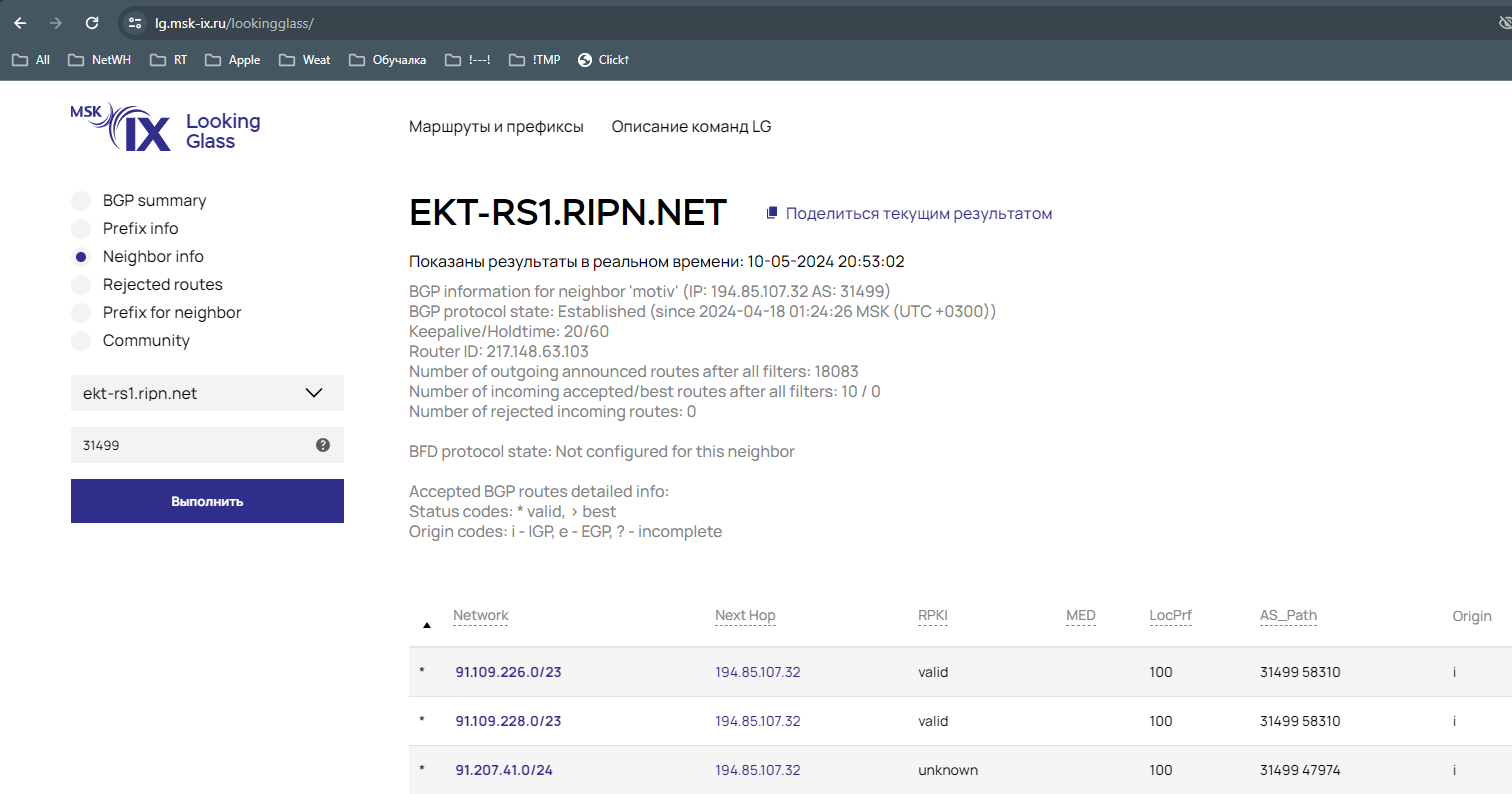 lg.msk-ix.ru/lookingglass/
All NetWH RT Apple Weat Обучалка !---! !TMP Click↑
MSK IX Looking Glass
Маршруты и префиксы Описание команд LG
BGP summary
Prefix info
Neighbor info
Rejected routes
Prefix for neighbor
Community
ekt-rs1.ripn.net
31499
?
Выполнить
EKT-RS1.RIPN.NET Поделиться текущим результатом
Показаны результаты в реальном времени: 10-05-2024 20:53:02
BGP information for neighbor 'motiv' (IP: 194.85.107.32 AS: 31499)
BGP protocol state: Established (since 2024-04-18 01:24:26 MSK (UTC +0300))
Keepalive/Holdtime: 20/60
Router ID: 217.148.63.103
Number of outgoing announced routes after all filters: 18083
Number of incoming accepted/best routes after all filters: 10 / 0
Number of rejected incoming routes: 0
BFD protocol state: Not configured for this neighbor
Accepted BGP routes detailed info:
Status codes: * valid, > best
Origin codes: i - IGP, e - EGP, ? - incomplete
▲ Network Next Hop RPKI MED LocPrf AS_Path Origin
* 91.109.226.0/23 194.85.107.32 valid 100 31499 58310 i
* 91.109.228.0/23 194.85.107.32 valid 100 31499 58310 i
* 91.207.41.0/24 194.85.107.32 unknown 100 31499 47974 i